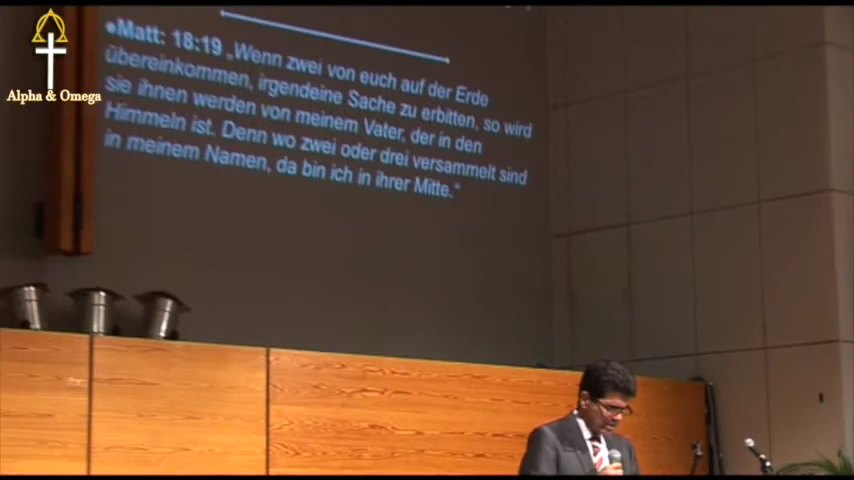 Alpha & Omega
●Matt: 18:19 „Wenn zwei von euch auf der Erde
übereinkommen, irgendeine Sache zu erbitten, so wird
sie ihnen werden von meinem Vater, der in den
Himmeln ist. Denn wo zwei oder drei versammelt sind
in meinem Namen, da bin ich in ihrer Mitte.“